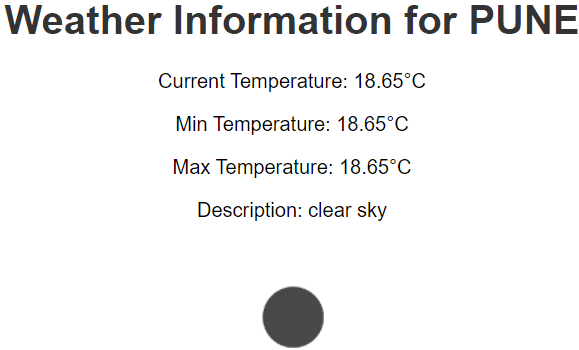 Weather Information for PUNE
Current Temperature: 18.65°C
Min Temperature: 18.65°C
Max Temperature: 18.65°C
Description: clear sky